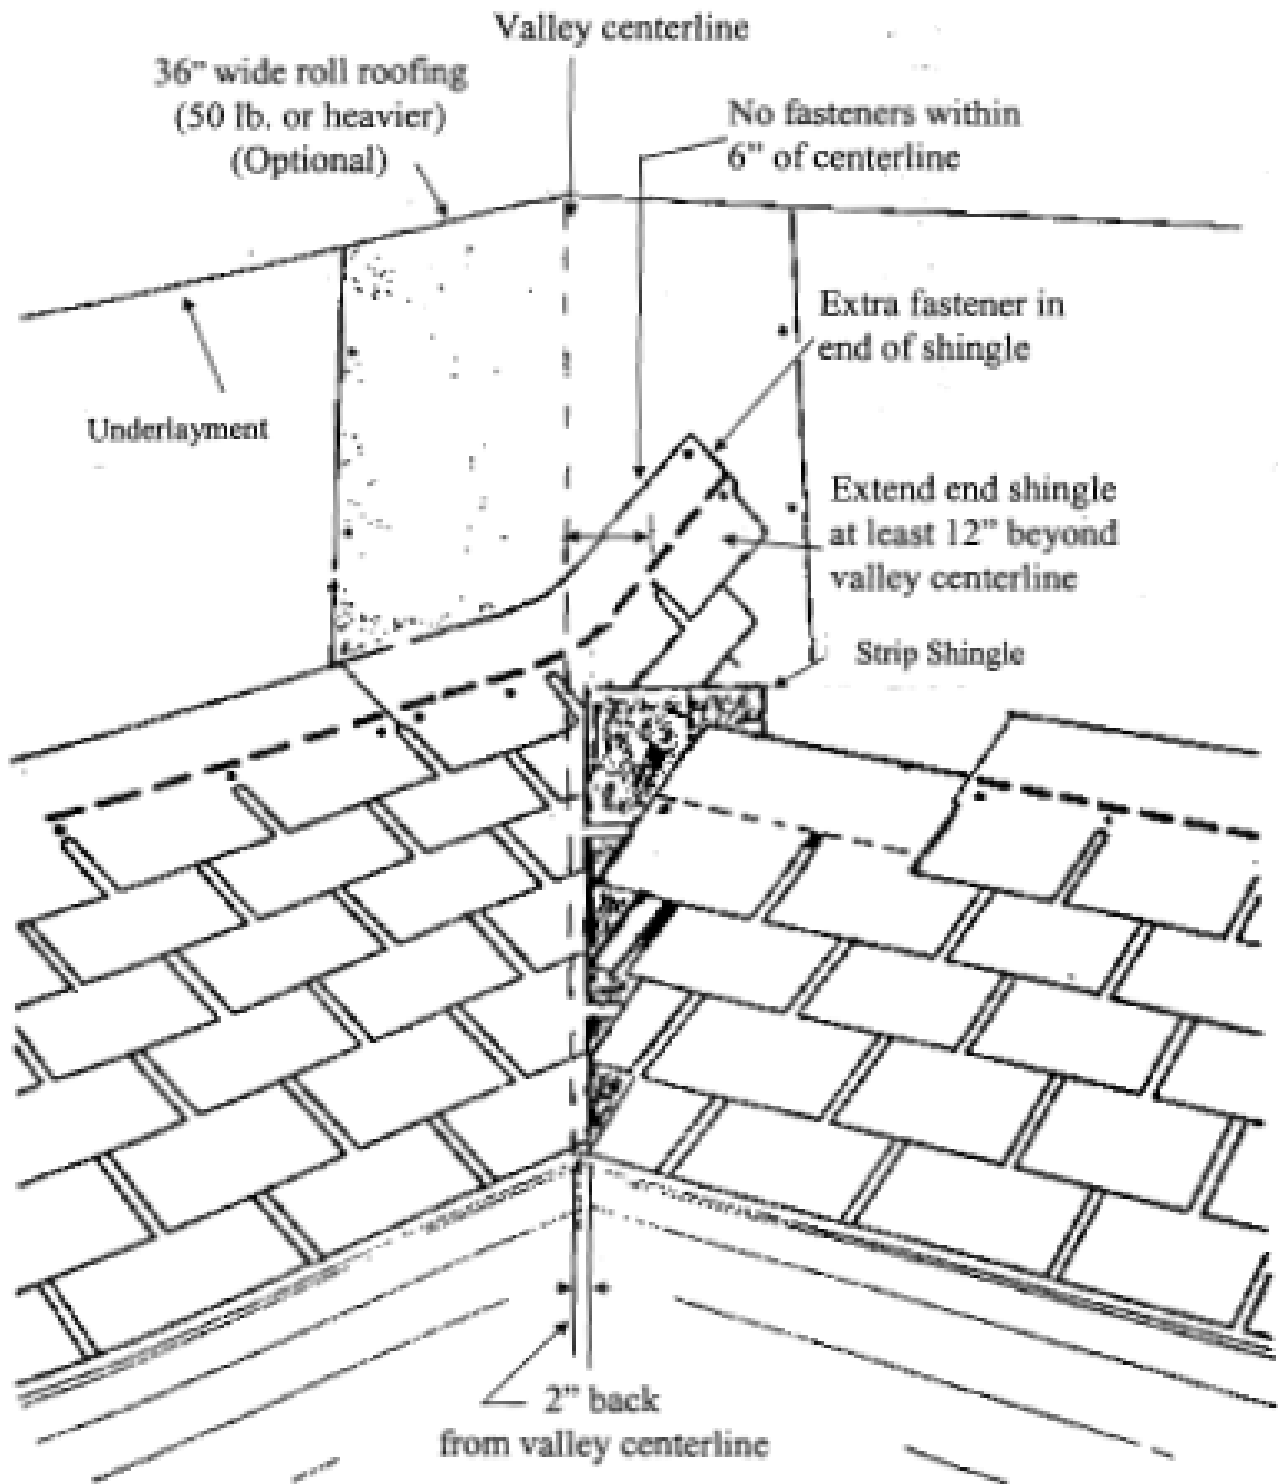 Valley centerline
36" wide roll roofing
(50 lb. or heavier)
(Optional)
No fasteners within
6" of centerline
Extra fastener in
end of shingle
Underlayment
Extend end shingle
at least 12" beyond
valley centerline
Strip Shingle
2" back
from valley centerline